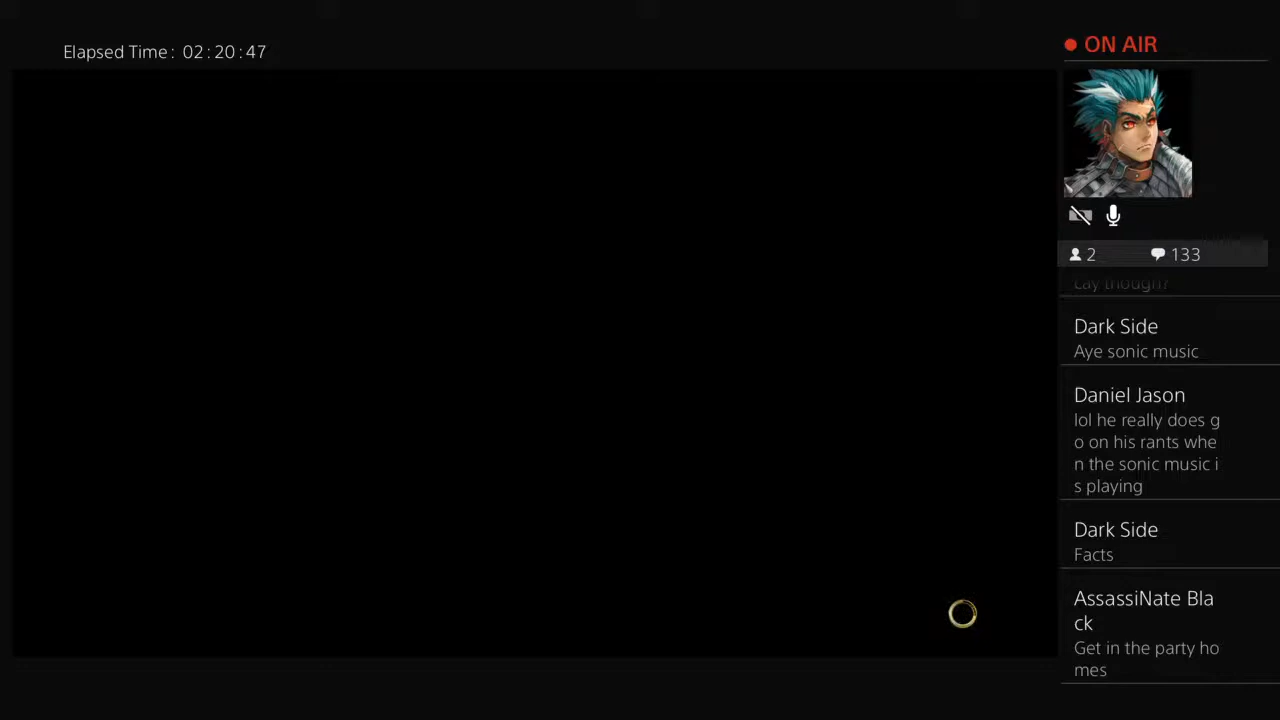 Elapsed Time: 02:20:47
ON AIR
2 133
Lay though?
Dark Side
Aye sonic music
Daniel Jason
lol he really does g
o on his rants whe
n the sonic music i
s playing
Dark Side
Facts
AssassiNate Bla
ck
Get in the party ho
mes